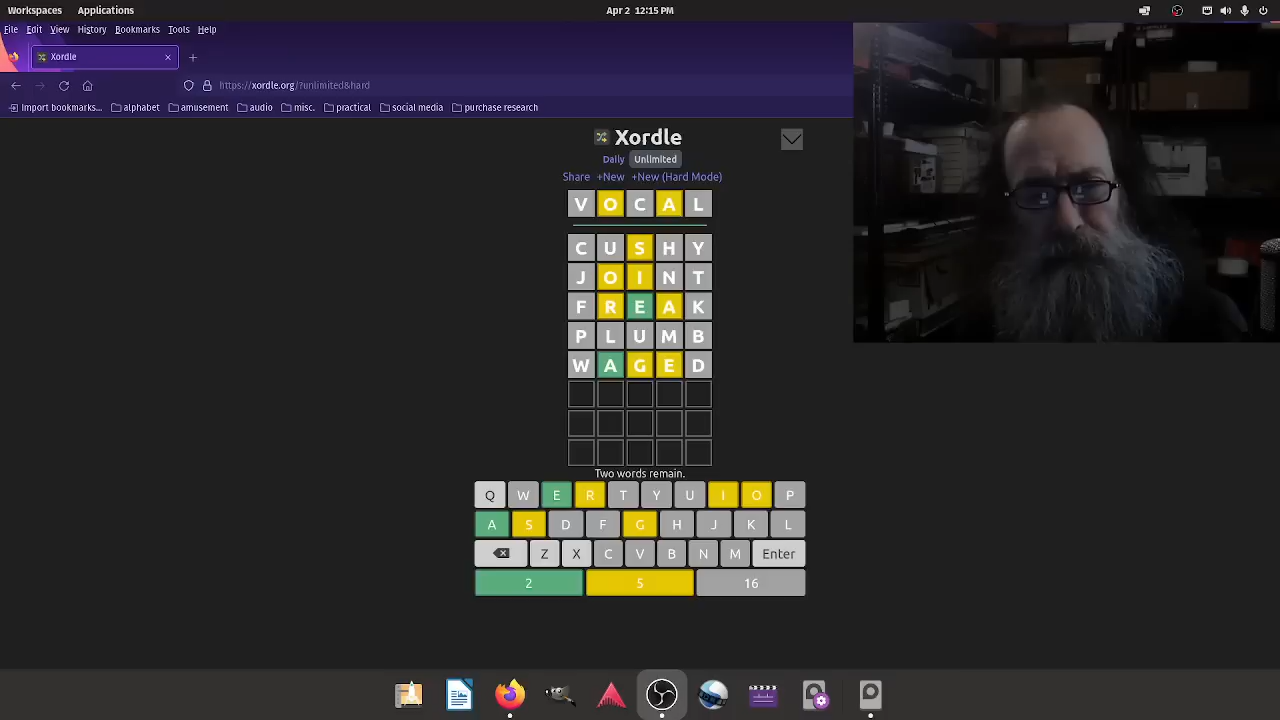 Workspaces Applications Apr 2 12:15 PM
File Edit View History Bookmarks Tools Help
Xordle
https://xordle.org/?unlimited&hard
Import bookmarks... alphabet amusement audio misc. practical social media purchase research
Xordle
Daily Unlimited
Share +New +New (Hard Mode)
V O C A L
C U S H Y
J O I N T
F R E A K
P L U M B
W A G E D
Two words remain.
Q W E R T Y U I O P
A S D F G H J K L
Z X C V B N M Enter
2 5 16